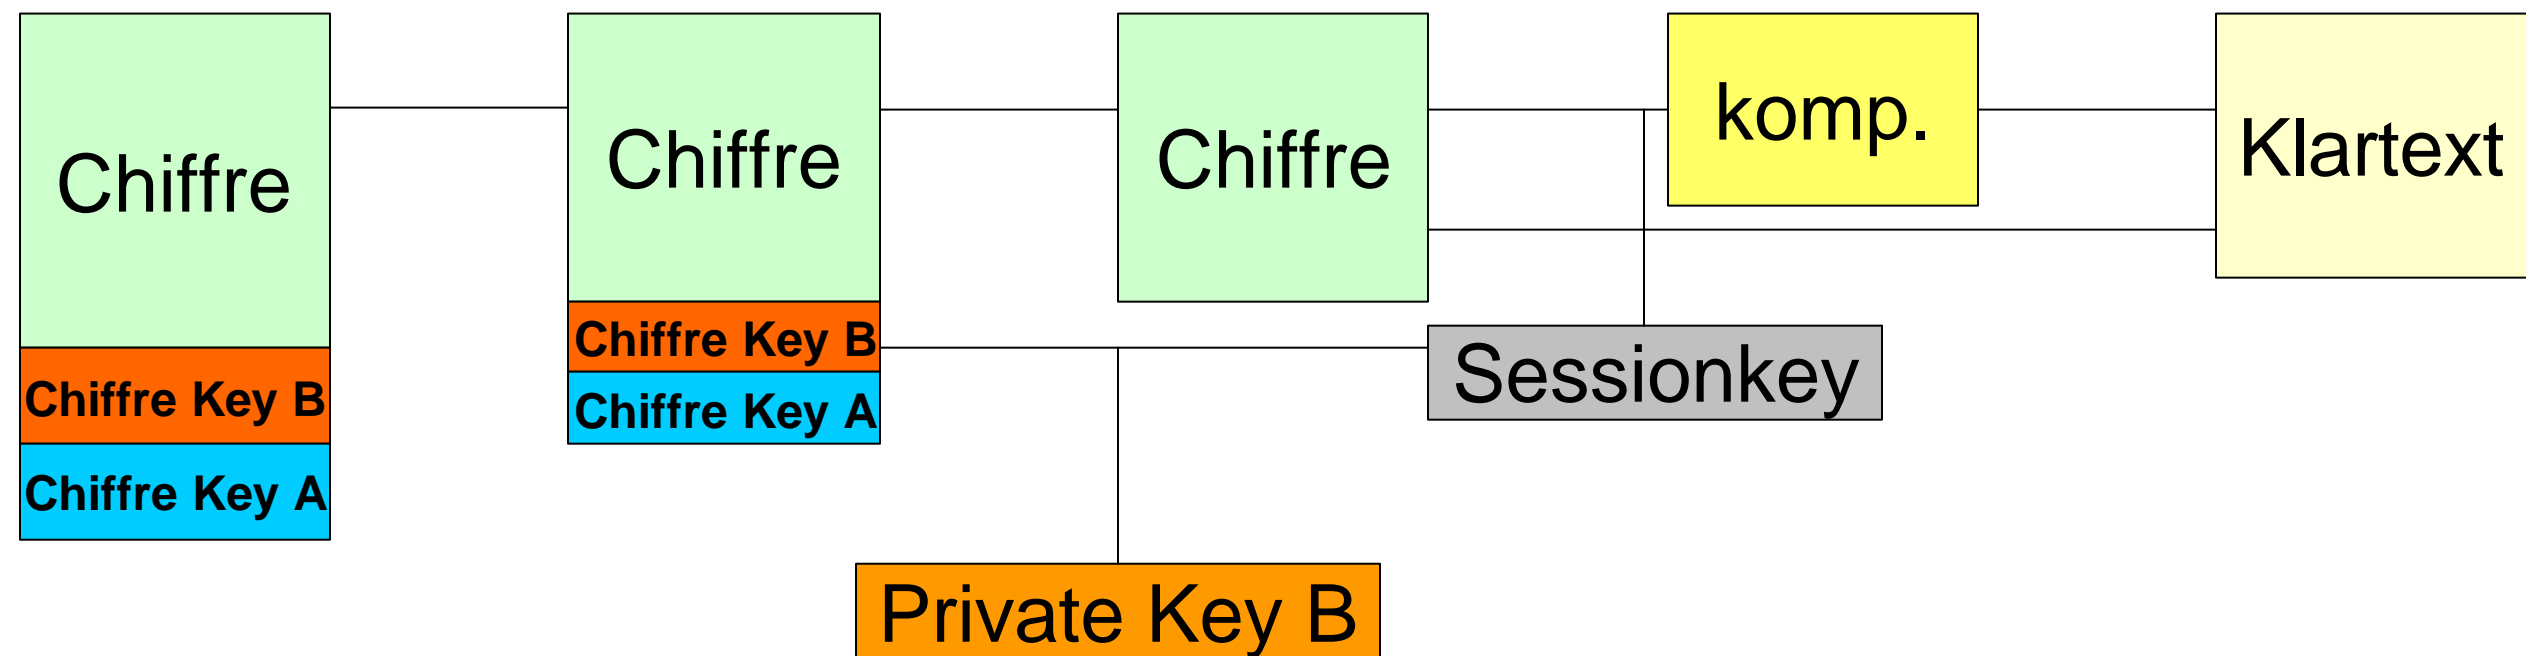 Chiffre
Chiffre Key B
Chiffre Key A
Chiffre
Chiffre Key B
Chiffre Key A
Chiffre
komp.
Klartext
Sessionkey
Private Key B